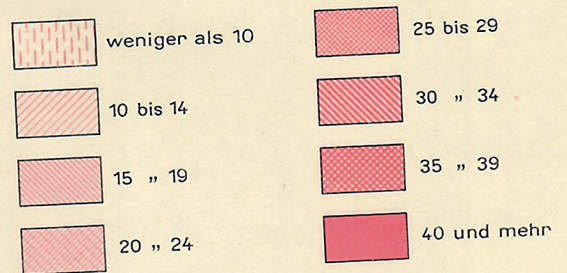 weniger als 10
10 bis 14
15 „ 19
20 „ 24
25 bis 29
30 „ 34
35 „ 39
40 und mehr